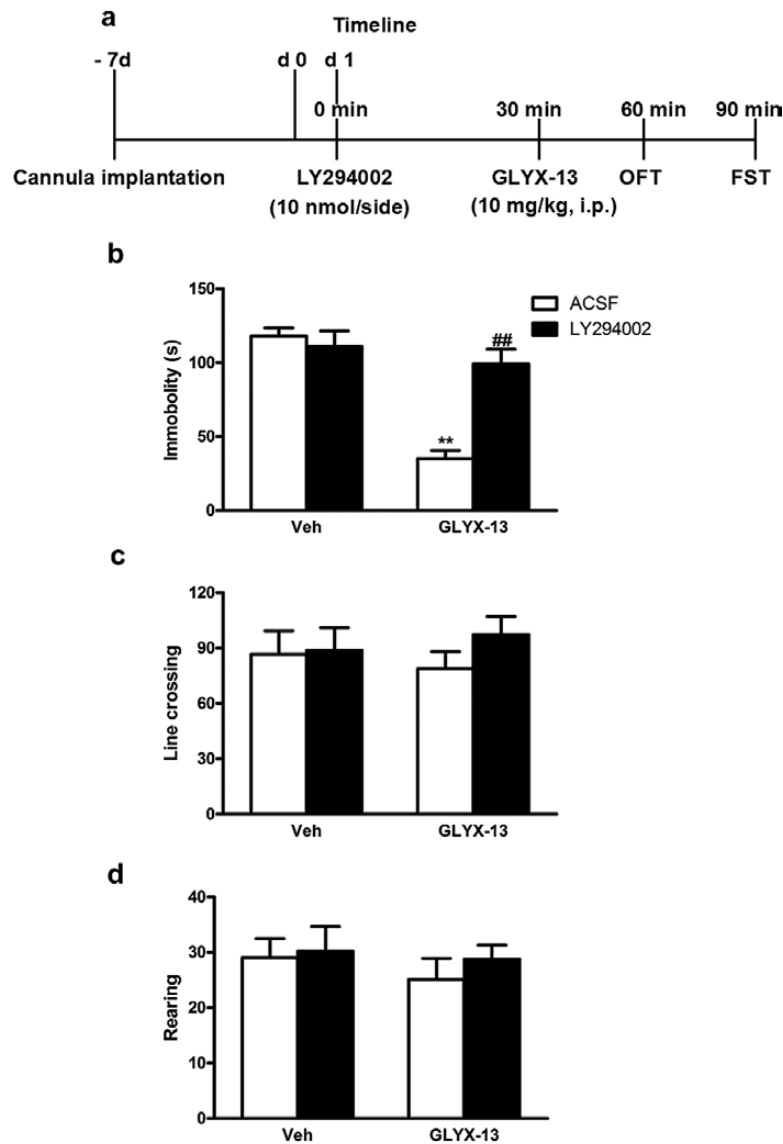 a
Timeline
- 7d d 0 d 1
0 min 30 min 60 min 90 min
Cannula implantation LY294002 GLYX-13 OFT FST
(10 nmol/side) (10 mg/kg, i.p.)
b
Immobolity (s)
150
100
50
0
ACSF
LY294002
**
##
Veh GLYX-13
c
Line crossing
120
90
60
30
0
Veh GLYX-13
d
Rearing
40
30
20
10
0
Veh GLYX-13